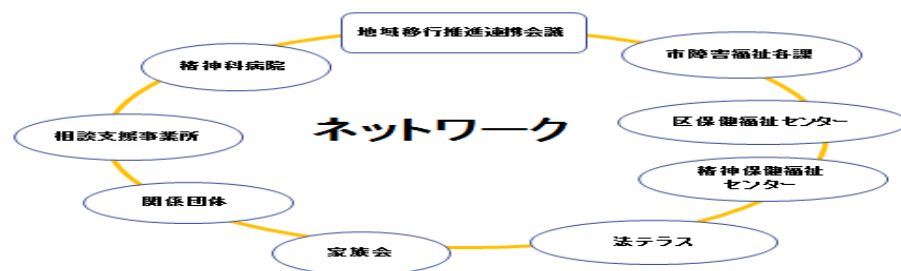 地域移行推進連携会議
精神科病院
市障害福祉各課
相談支援事業所
ネットワーク
区保健福祉センター
精神保健福祉
センター
関係団体
法テラス
家族会